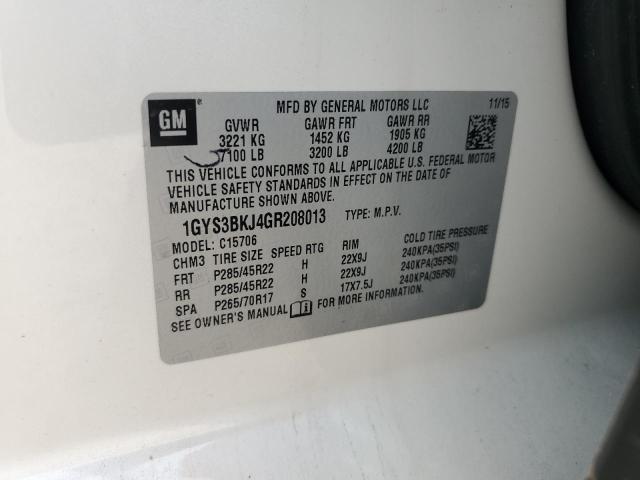 GM
MFD BY GENERAL MOTORS LLC 11/15
GVWR GAWR FRT GAWR RR
3221 KG 1452 KG 1905 KG
7100 LB 3200 LB 4200 LB
THIS VEHICLE CONFORMS TO ALL APPLICABLE U.S. FEDERAL MOTOR
VEHICLE SAFETY STANDARDS IN EFFECT ON THE DATE OF
MANUFACTURE SHOWN ABOVE.
1GYS3BKJ4GR208013 TYPE: M.P.V.
MODEL: C15706
CHM3 TIRE SIZE SPEED RTG RIM COLD TIRE PRESSURE
FRT P285/45R22 H 22X9J 240KPA(35PSI)
RR P285/45R22 H 22X9J 240KPA(35PSI)
SPA P265/70R17 S 17X7.5J 240KPA(35PSI)
SEE OWNER'S MANUAL FOR MORE INFORMATION.